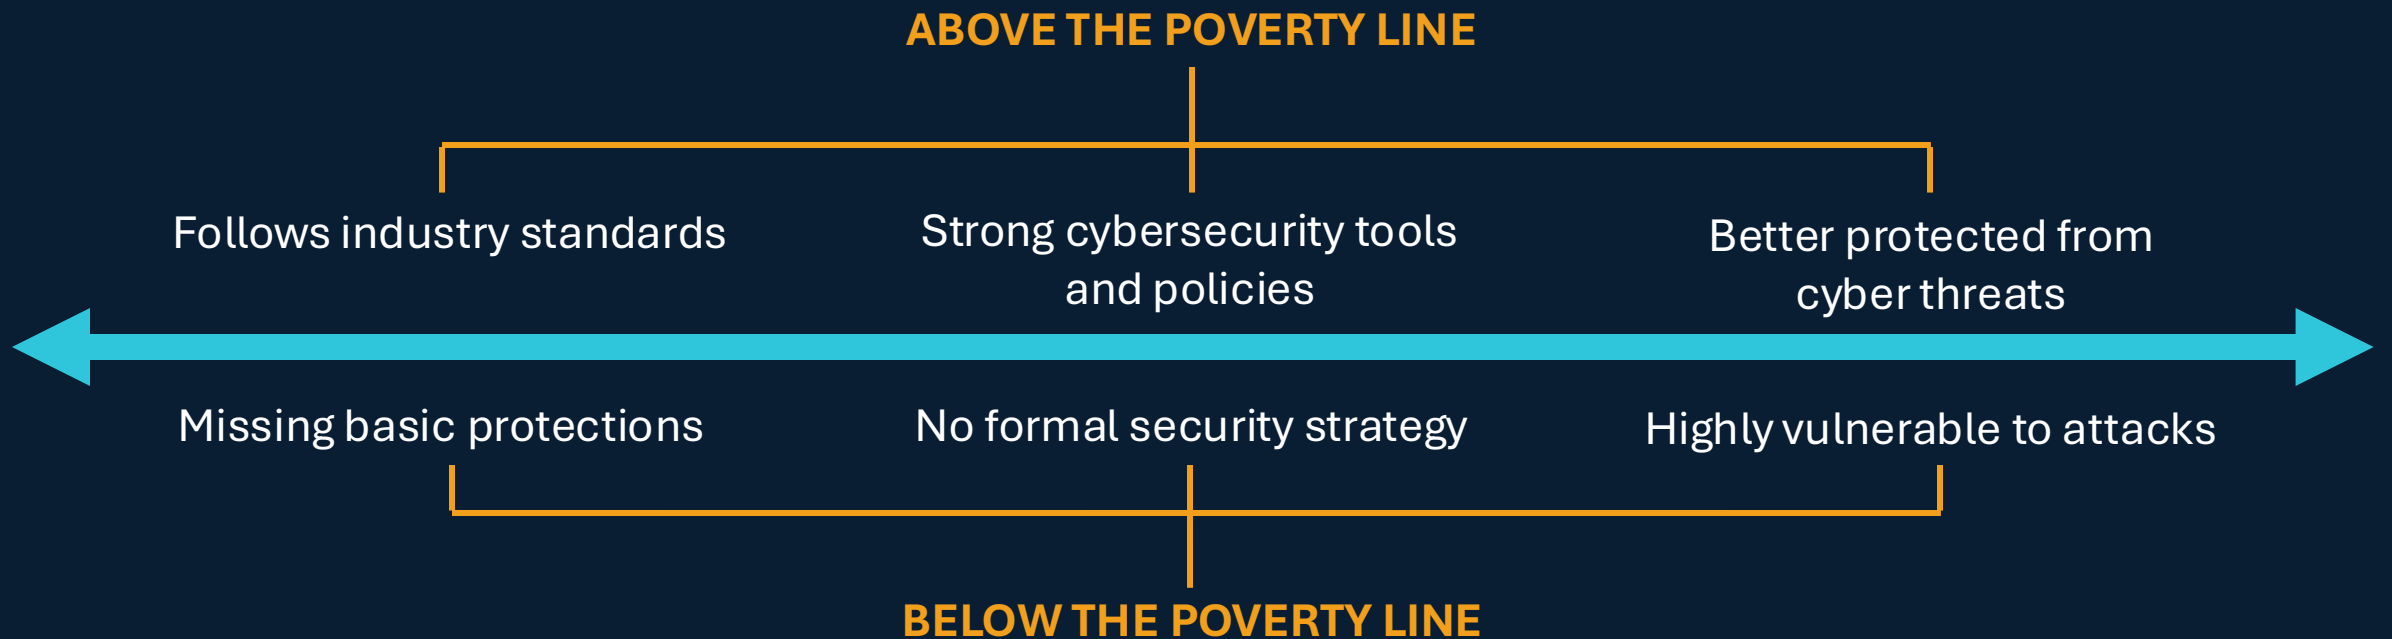 ABOVE THE POVERTY LINE
Follows industry standards
Strong cybersecurity tools
and policies
Better protected from
cyber threats
Missing basic protections
No formal security strategy
Highly vulnerable to attacks
BELOW THE POVERTY LINE